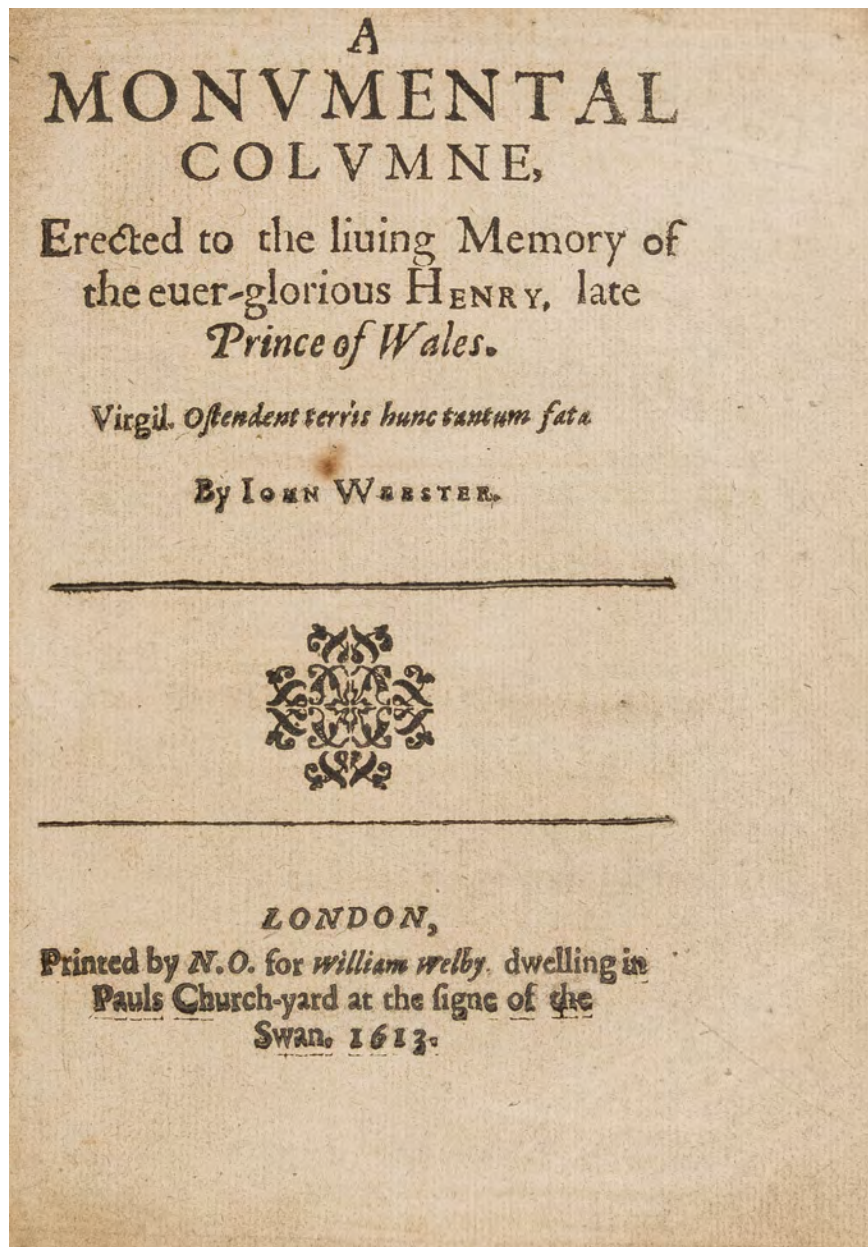 A
MONVMENTAL
COLVMNE,
Erected to the liuing Memory of
the euer-glorious HENRY, late
Prince of Wales.
Virgil. Oſtendent terris hunc tantum fata
By IOHN WEBSTER.
LONDON,
Printed by N.O. for William Welby, dwelling in
Pauls Church-yard at the ſigne of the
Swan. 1613.